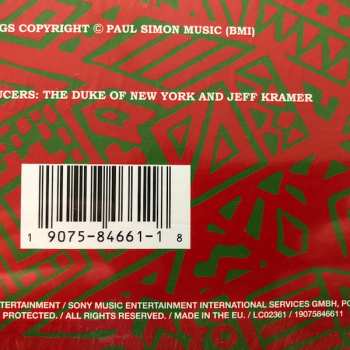 GS COPYRIGHT © PAUL SIMON MUSIC (BMI)
UCERS: THE DUKE OF NEW YORK AND JEFF KRAMER
1 9075-84661-1 8
NTERTAINMENT / SONY MUSIC ENTERTAINMENT INTERNATIONAL SERVICES GMBH, PO
PROTECTED. / ALL RIGHTS RESERVED. / MADE IN THE EU. / LC02361 / 19075846611